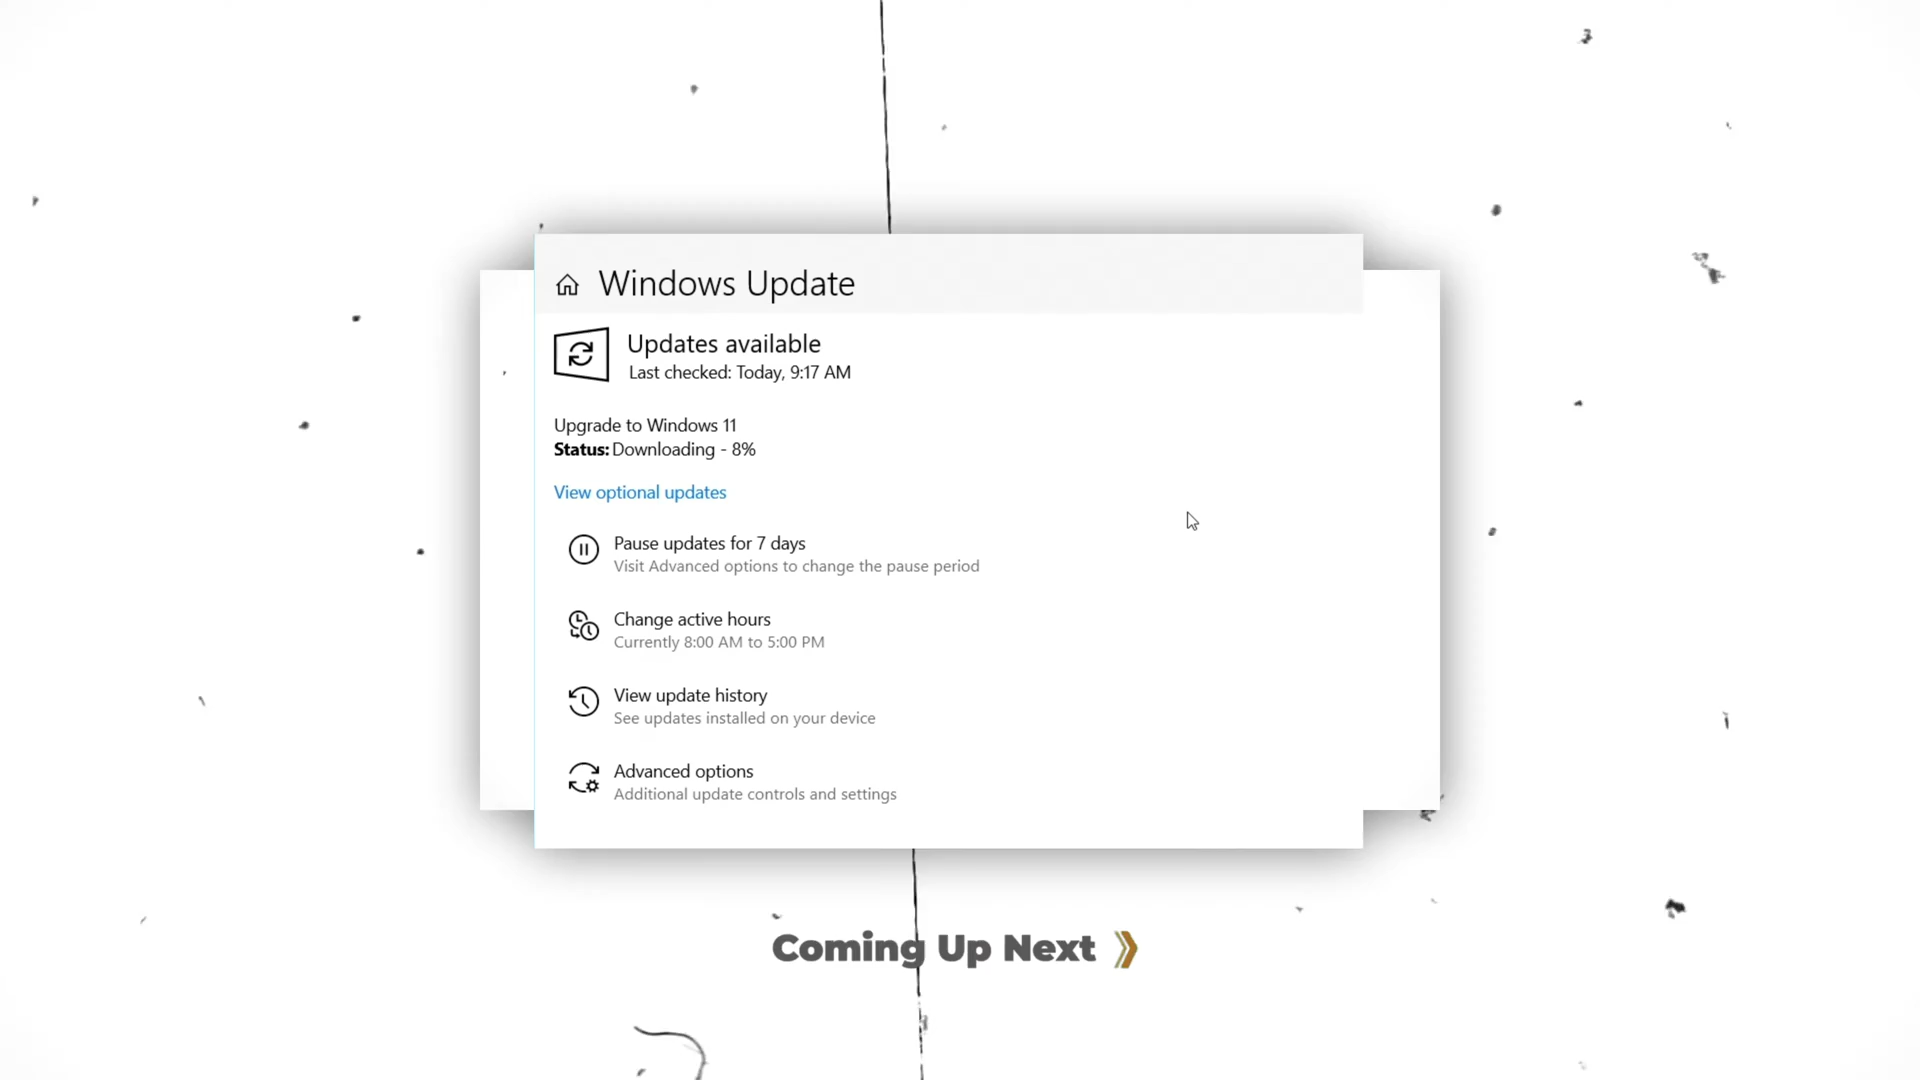 Windows Update
Updates available
Last checked: Today, 9:17 AM
Upgrade to Windows 11
Status: Downloading - 8%
View optional updates
Pause updates for 7 days
Visit Advanced options to change the pause period
Change active hours
Currently 8:00 AM to 5:00 PM
View update history
See updates installed on your device
Advanced options
Additional update controls and settings
Coming Up Next